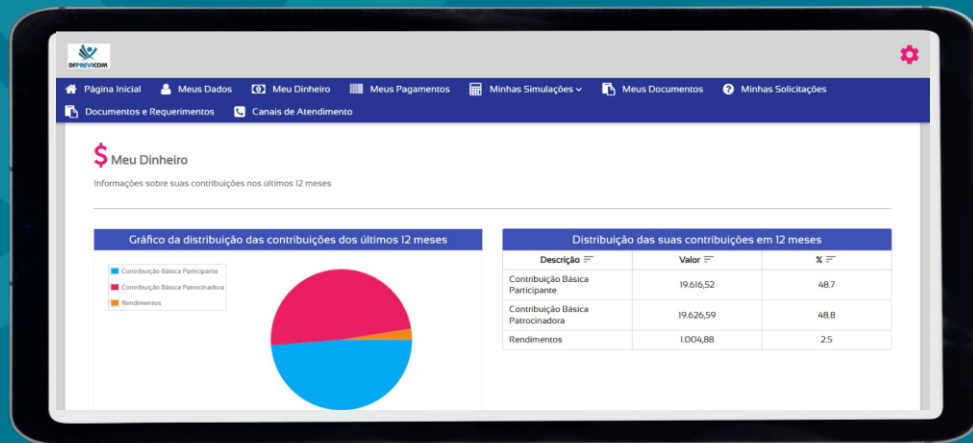 DFPREVICOM
Página Inicial
Meus Dados
Meu Dinheiro
Meus Pagamentos
Minhas Simulações
Meus Documentos
Minhas Solicitações
Documentos e Requerimentos
Canais de Atendimento
$ Meu Dinheiro
Informações sobre suas contribuições nos últimos 12 meses
Gráfico da distribuição das contribuições dos últimos 12 meses
Contribuição Básica Participante
Contribuição Básica Patrocinadora
Rendimentos
Distribuição das suas contribuições em 12 meses
Descrição Valor %
Contribuição Básica
Participante
19.616,52 48.7
Contribuição Básica
Patrocinadora
19.626,59 48.8
Rendimentos 1.004,88 2.5